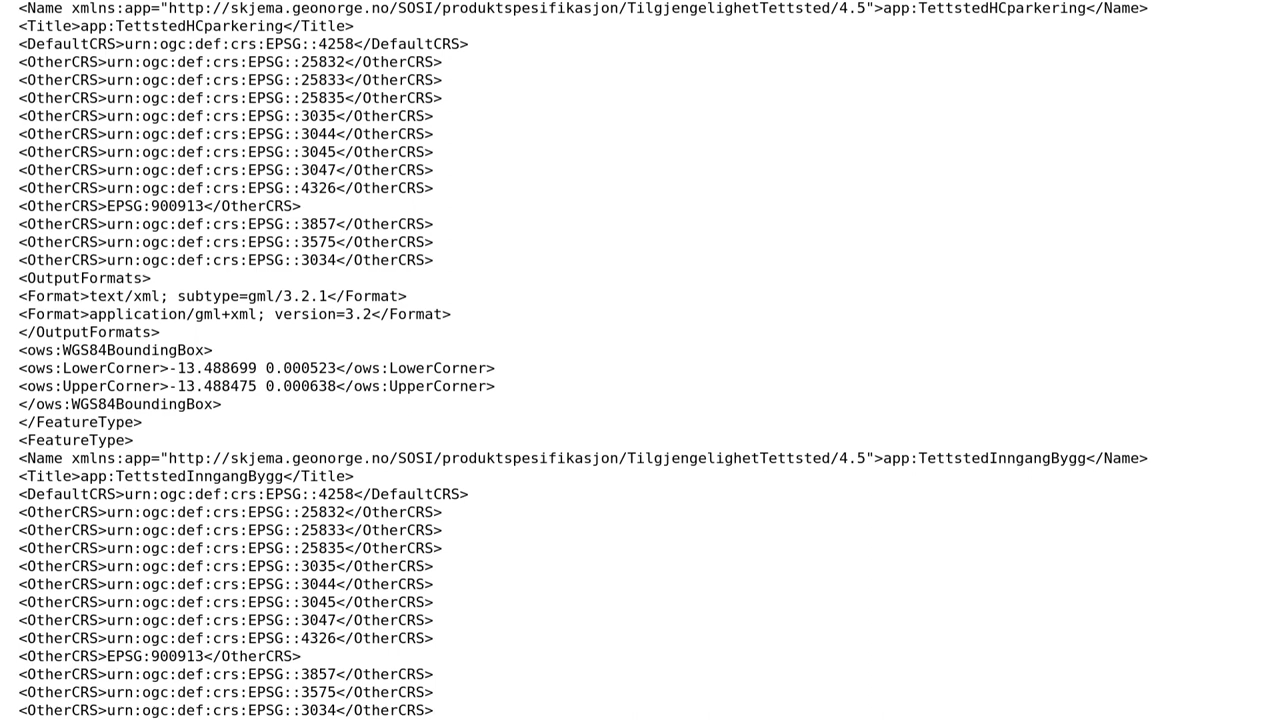 <Name xmlns:app="http://skjema.geonorge.no/SOSI/produktspesifikasjon/TilgjengelighetTettsted/4.5">app:TettstedHCparkering</Name>
<Title>app:TettstedHCparkering</Title>
<DefaultCRS>urn:ogc:def:crs:EPSG::4258</DefaultCRS>
<OtherCRS>urn:ogc:def:crs:EPSG::25832</OtherCRS>
<OtherCRS>urn:ogc:def:crs:EPSG::25833</OtherCRS>
<OtherCRS>urn:ogc:def:crs:EPSG::25835</OtherCRS>
<OtherCRS>urn:ogc:def:crs:EPSG::3035</OtherCRS>
<OtherCRS>urn:ogc:def:crs:EPSG::3044</OtherCRS>
<OtherCRS>urn:ogc:def:crs:EPSG::3045</OtherCRS>
<OtherCRS>urn:ogc:def:crs:EPSG::3047</OtherCRS>
<OtherCRS>urn:ogc:def:crs:EPSG::4326</OtherCRS>
<OtherCRS>EPSG:900913</OtherCRS>
<OtherCRS>urn:ogc:def:crs:EPSG::3857</OtherCRS>
<OtherCRS>urn:ogc:def:crs:EPSG::3575</OtherCRS>
<OtherCRS>urn:ogc:def:crs:EPSG::3034</OtherCRS>
<OutputFormats>
<Format>text/xml; subtype=gml/3.2.1</Format>
<Format>application/gml+xml; version=3.2</Format>
</OutputFormats>
<ows:WGS84BoundingBox>
<ows:LowerCorner>-13.488699 0.000523</ows:LowerCorner>
<ows:UpperCorner>-13.488475 0.000638</ows:UpperCorner>
</ows:WGS84BoundingBox>
</FeatureType>
<FeatureType>
<Name xmlns:app="http://skjema.geonorge.no/SOSI/produktspesifikasjon/TilgjengelighetTettsted/4.5">app:TettstedInngangBygg</Name>
<Title>app:TettstedInngangBygg</Title>
<DefaultCRS>urn:ogc:def:crs:EPSG::4258</DefaultCRS>
<OtherCRS>urn:ogc:def:crs:EPSG::25832</OtherCRS>
<OtherCRS>urn:ogc:def:crs:EPSG::25833</OtherCRS>
<OtherCRS>urn:ogc:def:crs:EPSG::25835</OtherCRS>
<OtherCRS>urn:ogc:def:crs:EPSG::3035</OtherCRS>
<OtherCRS>urn:ogc:def:crs:EPSG::3044</OtherCRS>
<OtherCRS>urn:ogc:def:crs:EPSG::3045</OtherCRS>
<OtherCRS>urn:ogc:def:crs:EPSG::3047</OtherCRS>
<OtherCRS>urn:ogc:def:crs:EPSG::4326</OtherCRS>
<OtherCRS>EPSG:900913</OtherCRS>
<OtherCRS>urn:ogc:def:crs:EPSG::3857</OtherCRS>
<OtherCRS>urn:ogc:def:crs:EPSG::3575</OtherCRS>
<OtherCRS>urn:ogc:def:crs:EPSG::3034</OtherCRS>